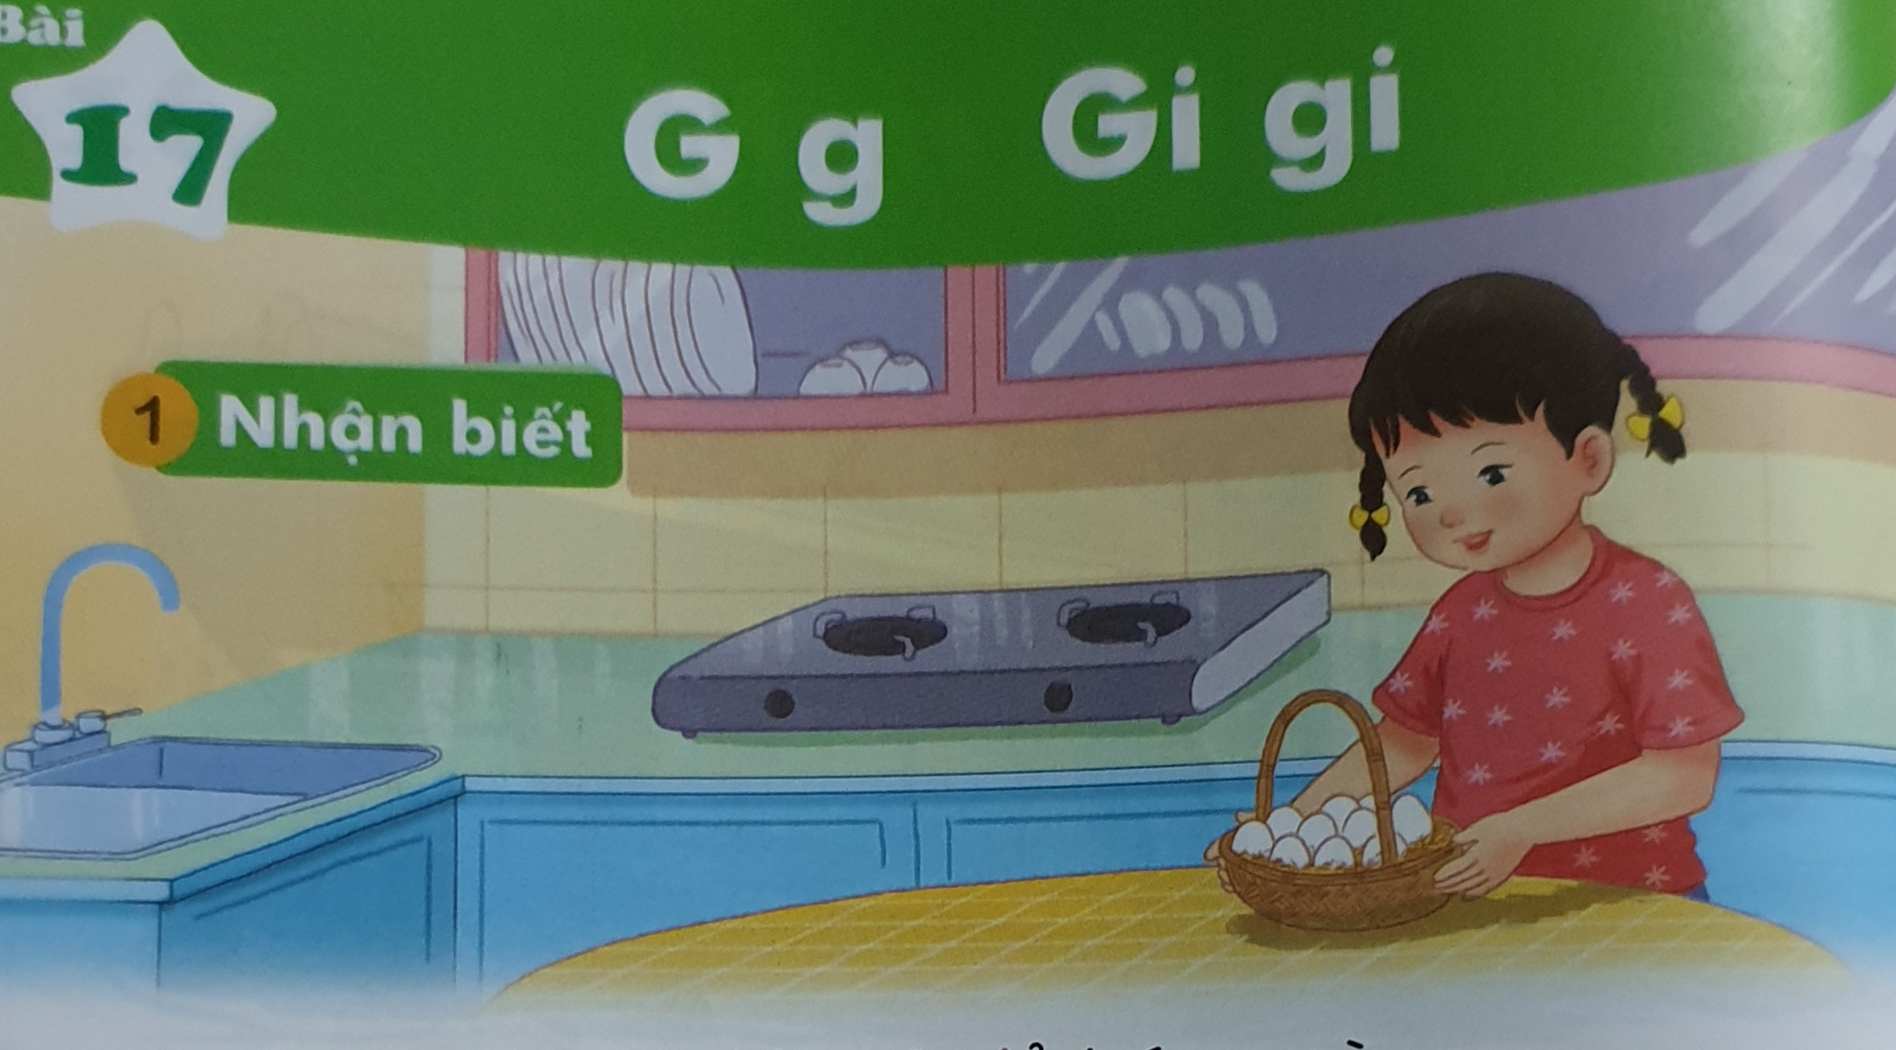 Bài
17
G g Gi gi
1 Nhận biết